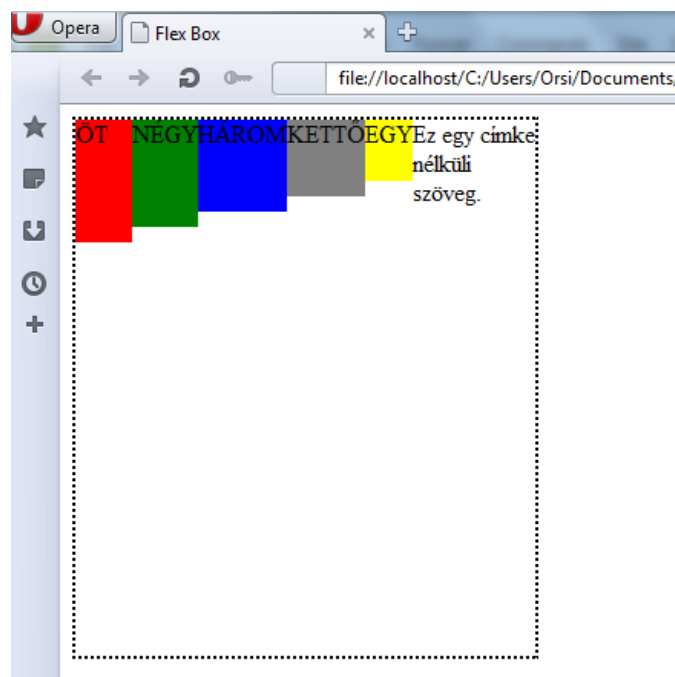 Opera
Flex Box
file://localhost/C:/Users/Orsi/Documents/
ÖT NÉGY HÁROM KETTŐ EGY Ez egy címke
nélküli
szöveg.